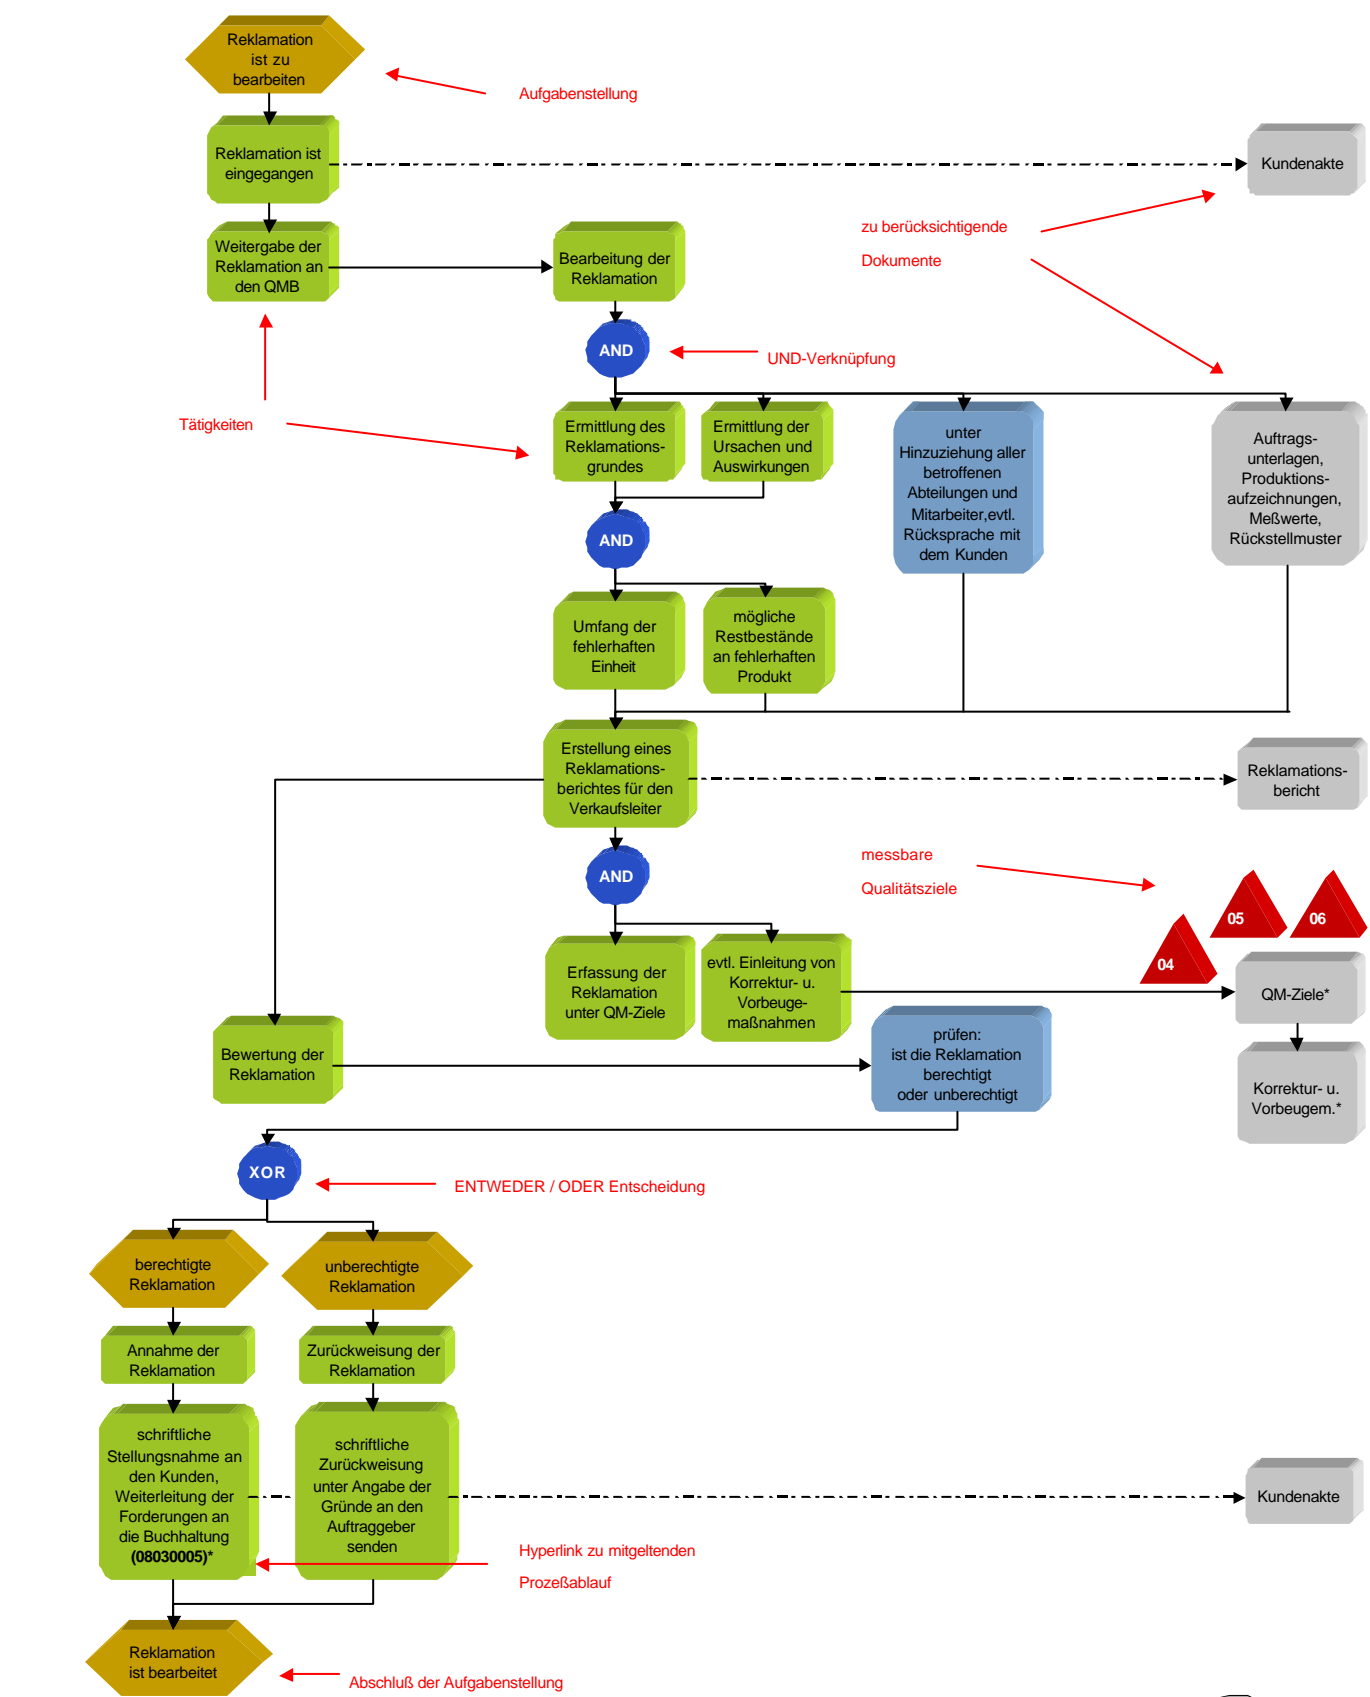 Reklamation
ist zu
bearbeiten
Aufgabenstellung
Reklamation ist
eingegangen
Kundenakte
zu berücksichtigende
Dokumente
Weitergabe der
Reklamation an
den QMB
Bearbeitung der
Reklamation
AND
UND-Verknüpfung
Tätigkeiten
Ermittlung des
Reklamations-
grundes
Ermittlung der
Ursachen und
Auswirkungen
unter
Hinzuziehung aller
betroffenen
Abteilungen und
Mitarbeiter,evtl.
Rücksprache mit
dem Kunden
Auftrags-
unterlagen,
Produktions-
aufzeichnungen,
Meßwerte,
Rückstellmuster
AND
Umfang der
fehlerhaften
Einheit
mögliche
Restbestände
an fehlerhaften
Produkt
Erstellung eines
Reklamations-
berichtes für den
Verkaufsleiter
Reklamations-
bericht
AND
messbare
Qualitätsziele
04
05
06
Erfassung der
Reklamation
unter QM-Ziele
evtl. Einleitung von
Korrektur- u.
Vorbeuge-
maßnahmen
QM-Ziele*
Bewertung der
Reklamation
prüfen:
ist die Reklamation
berechtigt
oder unberechtigt
Korrektur- u.
Vorbeugem.*
XOR
ENTWEDER / ODER Entscheidung
berechtigte
Reklamation
unberechtigte
Reklamation
Annahme der
Reklamation
Zurückweisung der
Reklamation
schriftliche
Stellungsnahme an
den Kunden,
Weiterleitung der
Forderungen an
die Buchhaltung
(08030005)*
schriftliche
Zurückweisung
unter Angabe der
Gründe an den
Auftraggeber
senden
Kundenakte
Hyperlink zu mitgeltenden
Prozeßablauf
Reklamation
ist bearbeitet
Abschluß der Aufgabenstellung